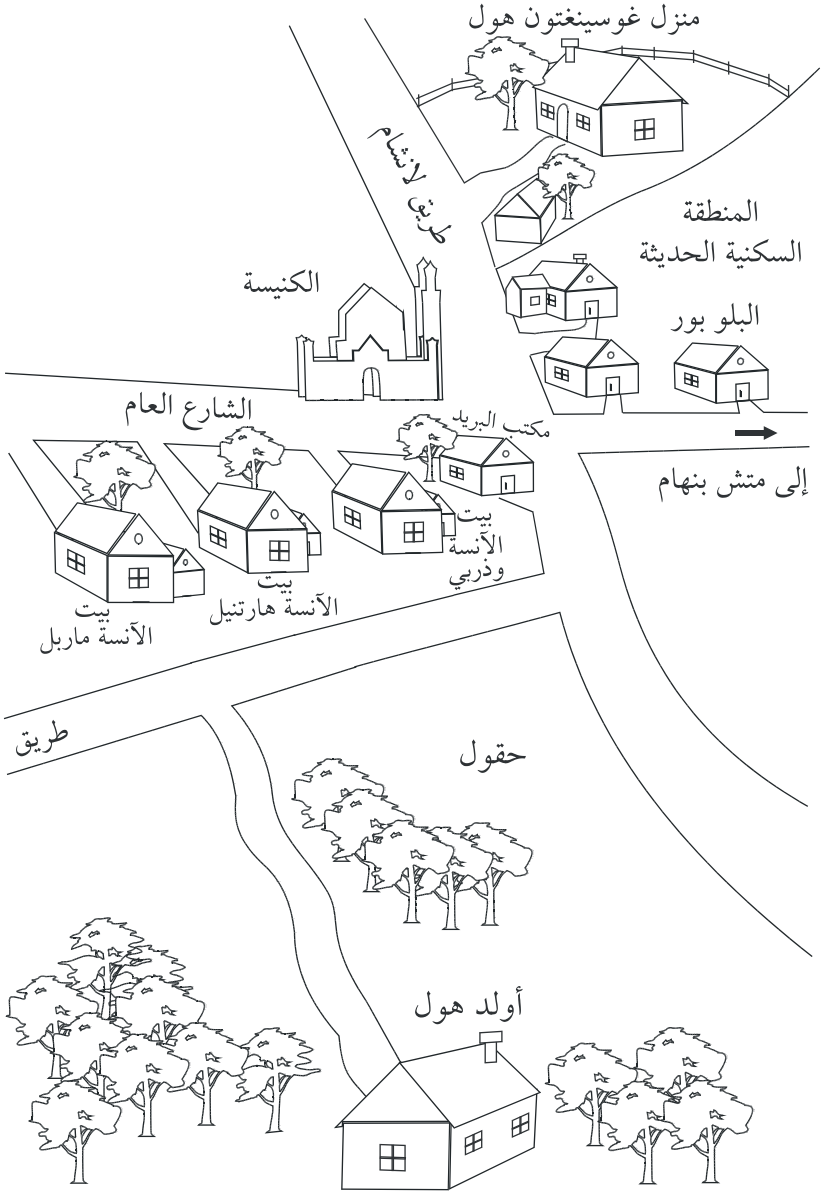 منزل غوسينغتون هول
طريق لانشام
المنطقة
السكنية الحديثة
الكنيسة
البلو بور
الشارع العام
مكتب البريد
إلى متش بنهام
بيت
الآنسة
وذربي
بيت
الآنسة هارتنيل
بيت
الآنسة ماربل
طريق
حقول
أولد هول